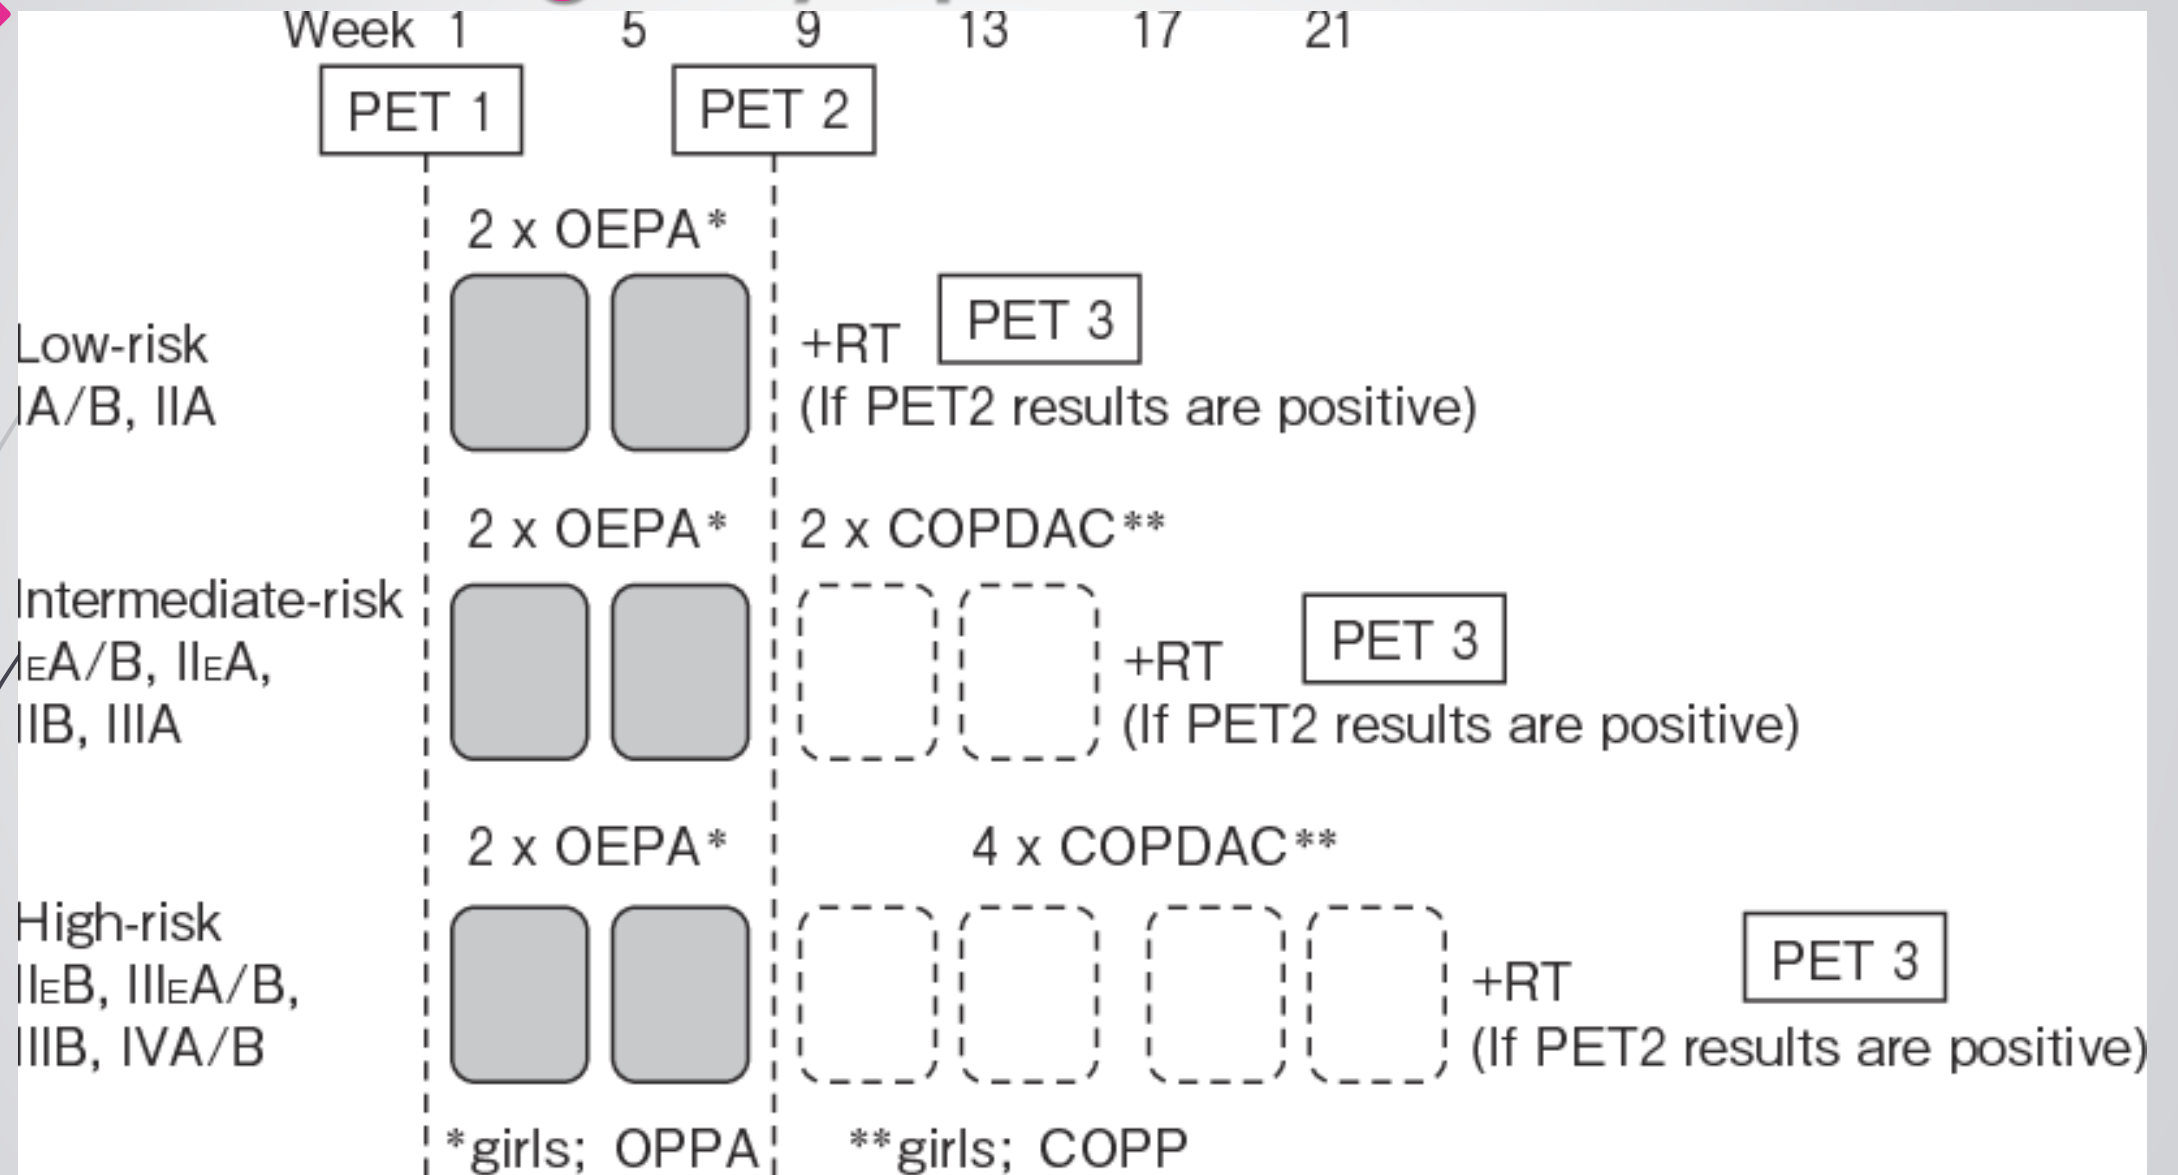 Week 1 5 9 13 17 21
PET 1 PET 2
2 x OEPA*
Low-risk
IA/B, IIA
+RT PET 3
(If PET2 results are positive)
2 x OEPA* 2 x COPDAC**
Intermediate-risk
IEA/B, IIEA,
IIB, IIIA
+RT PET 3
(If PET2 results are positive)
2 x OEPA* 4 x COPDAC**
High-risk
IIEB, IIIEA/B,
IIIB, IVA/B
+RT PET 3
(If PET2 results are positive)
*girls; OPPA **girls; COPP